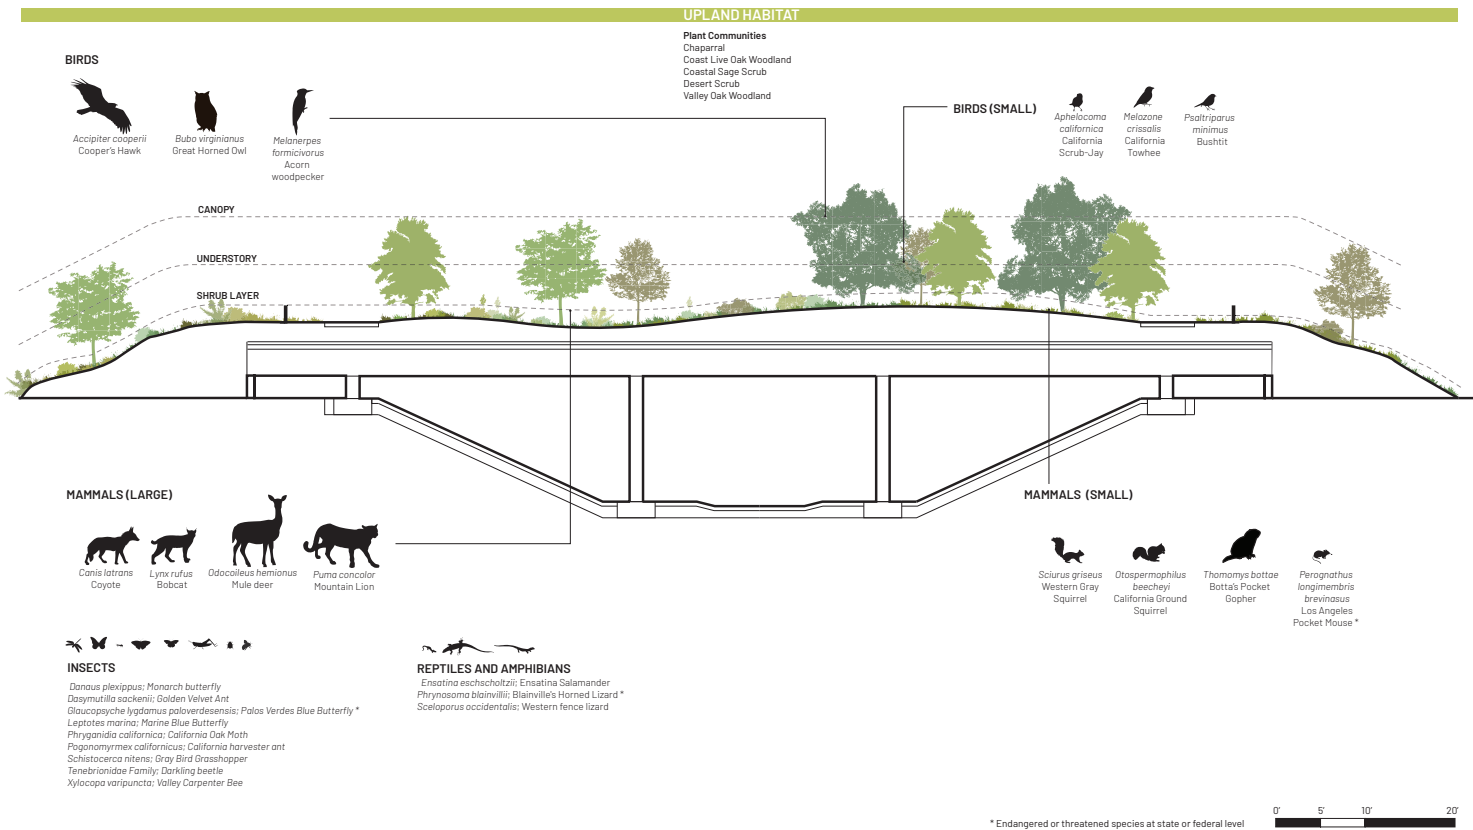 UPLAND HABITAT
Plant Communities
Chaparral
Coast Live Oak Woodland
Coastal Sage Scrub
Desert Scrub
Valley Oak Woodland
BIRDS
Accipiter cooperii
Cooper's Hawk
Bubo virginianus
Great Horned Owl
Melanerpes
formicivorus
Acorn
woodpecker
BIRDS (SMALL)
Aphelocoma
californica
California
Scrub-Jay
Melozone
crissalis
California
Towhee
Psaltriparus
minimus
Bushtit
CANOPY
UNDERSTORY
SHRUB LAYER
MAMMALS (LARGE)
Canis latrans
Coyote
Lynx rufus
Bobcat
Odocoileus hemionus
Mule deer
Puma concolor
Mountain Lion
MAMMALS (SMALL)
Sciurus griseus
Western Gray
Squirrel
Otospermophilus
beecheyi
California Ground
Squirrel
Thomomys bottae
Botta's Pocket
Gopher
Perognathus
longimembris
brevinasus
Los Angeles
Pocket Mouse *
INSECTS
Danaus plexippus; Monarch butterfly
Dasymutilla sackenii; Golden Velvet Ant
Glaucopsyche lygdamus paloverdesensis; Palos Verdes Blue Butterfly *
Leptotes marina; Marine Blue Butterfly
Phryganidia californica; California Oak Moth
Pogonomyrmex californicus; California harvester ant
Schistocerca nitens; Gray Bird Grasshopper
Tenebrionidae Family; Darkling beetle
Xylocopa varipuncta; Valley Carpenter Bee
REPTILES AND AMPHIBIANS
Ensatina eschscholtzii; Ensatina Salamander
Phrynosoma blainvillii; Blainville's Horned Lizard *
Sceloporus occidentalis; Western fence lizard
* Endangered or threatened species at state or federal level
0' 5' 10' 20'